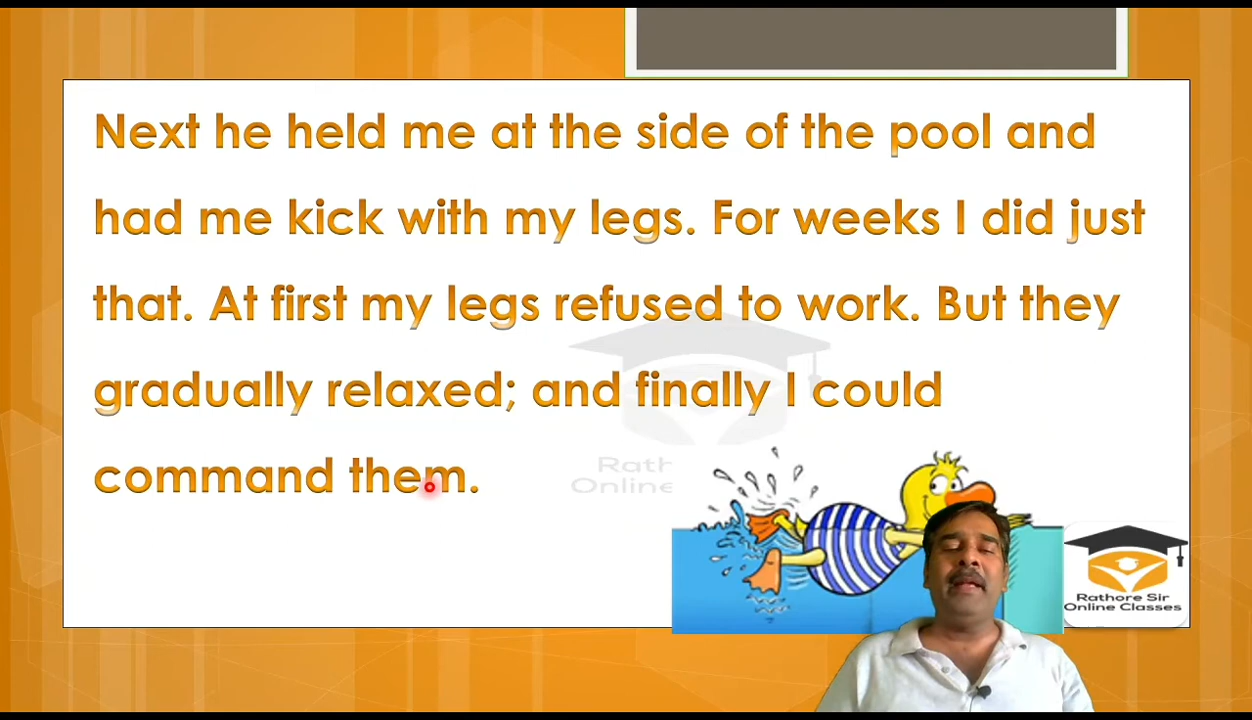 Next he held me at the side of the pool and
had me kick with my legs. For weeks I did just
that. At first my legs refused to work. But they
gradually relaxed; and finally I could
command them.
Rath
Online
Rathore Sir
Online Classes